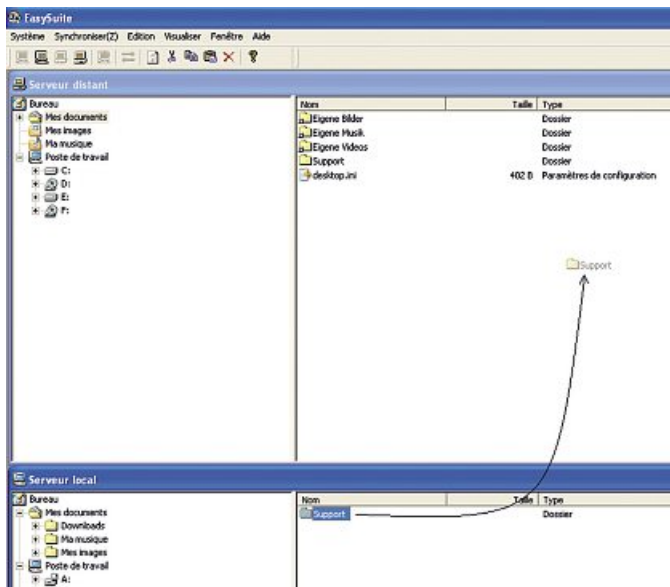 EasySuite
Système Synchroniser(Z) Edition Visualiser Fenêtre Aide
Serveur distant
Bureau
Mes documents
Mes images
Ma musique
Poste de travail
C:
D:
E:
F:
Nom Taille Type
Eigene Bilder Dossier
Eigene Musik Dossier
Eigene Videos Dossier
Support Dossier
desktop.ini 402 B Paramètres de configuration
Support
Serveur local
Bureau
Mes documents
Downloads
Ma musique
Mes images
Poste de travail
A:
Nom Taille Type
Support Dossier